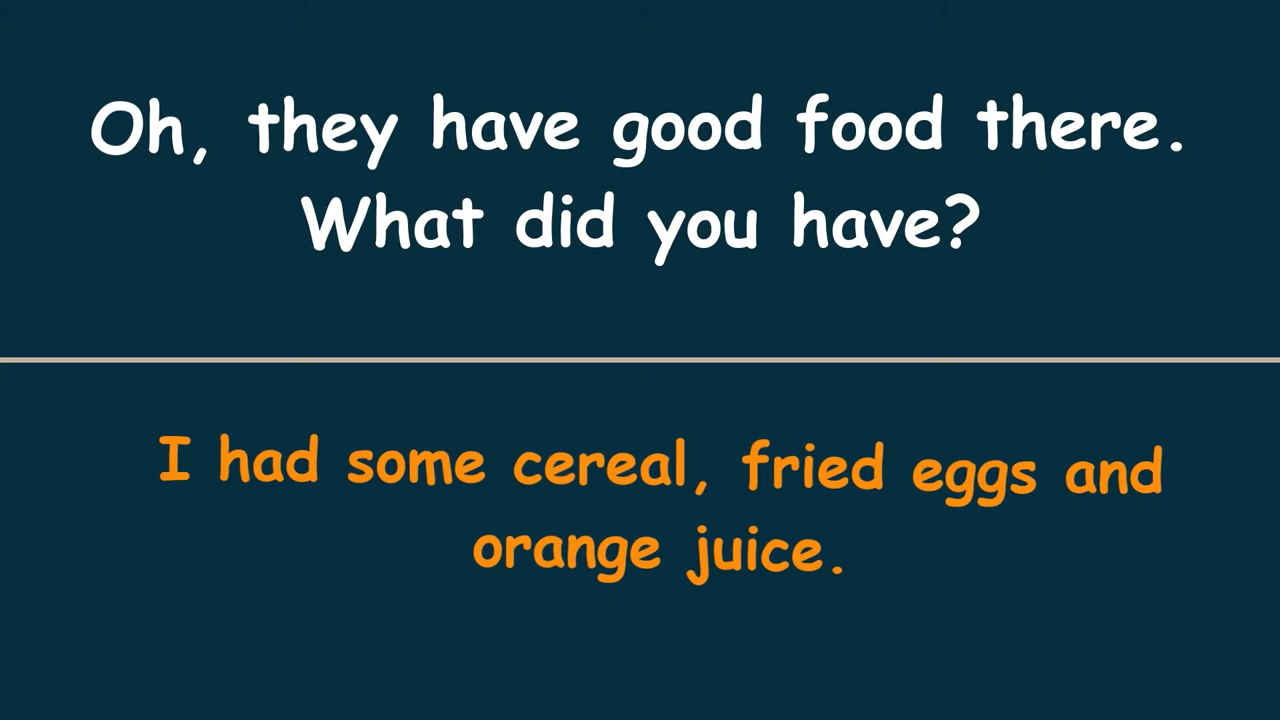 Oh, they have good food there.
What did you have?
I had some cereal, fried eggs and
orange juice.